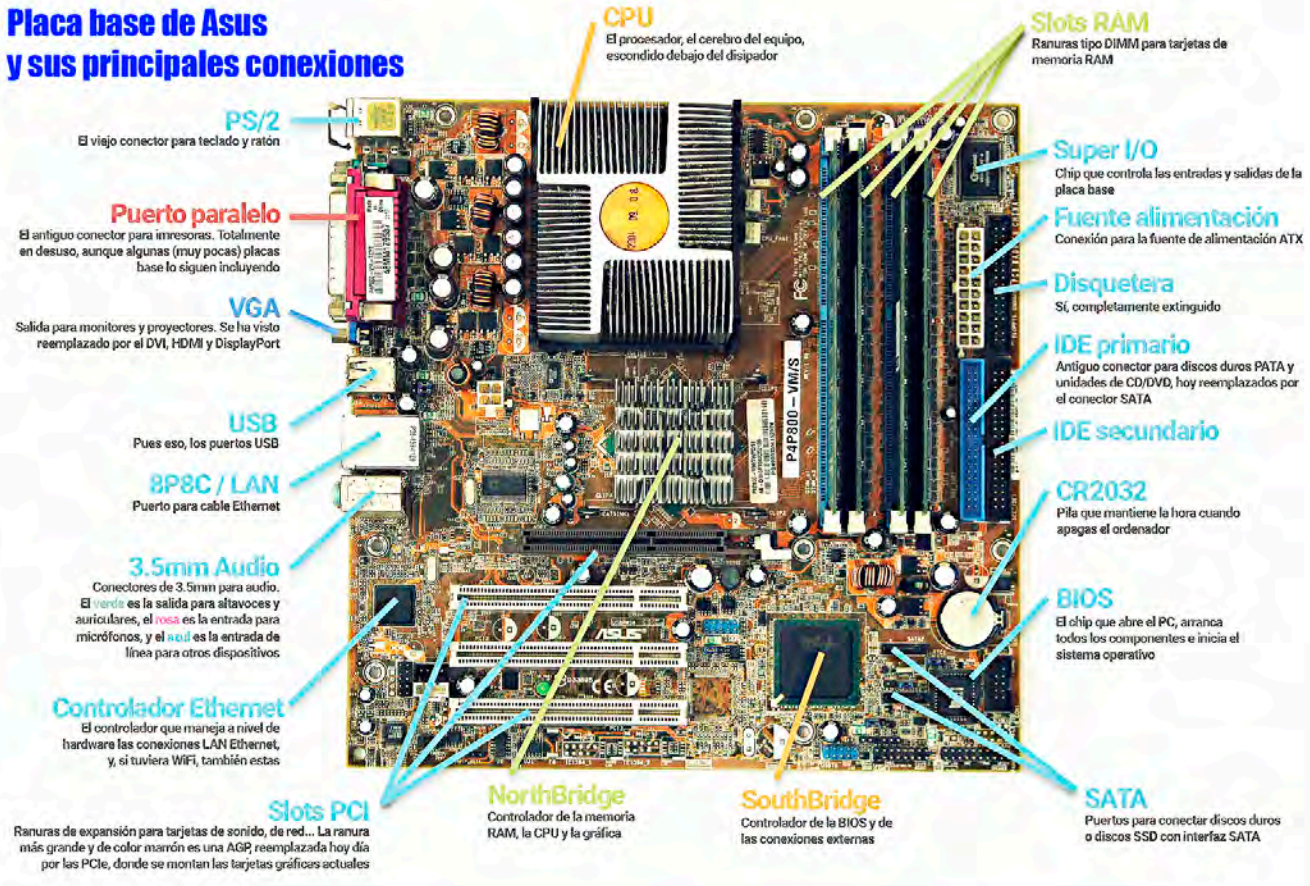 Placa base de Asus
y sus principales conexiones
CPU
El procesador, el cerebro del equipo,
escondido debajo del disipador
Slots RAM
Ranuras tipo DIMM para tarjetas de
memoria RAM
PS/2
El viejo conector para teclado y ratón
Puerto paralelo
El antiguo conector para imresoras. Totalmente
en desuso, aunque algunas (muy pocas) placas
base lo siguen incluyendo
VGA
Salida para monitores y proyectores. Se ha visto
reemplazado por el DVI, HDMI y DisplayPort
USB
Pues eso, los puertos USB
8P8C / LAN
Puerto para cable Ethernet
3.5mm Audio
Conectores de 3.5mm para audio.
El verde es la salida para altavoces y
auriculares, el rosa es la entrada para
micrófonos, y el azul es la entrada de
línea para otros dispositivos
Controlador Ethernet
El controlador que maneja a nivel de
hardware las conexiones LAN Ethernet,
y, si tuviera WiFi, también estas
Slots PCI
Ranuras de expansión para tarjetas de sonido, de red... La ranura
más grande y de color marrón es una AGP, reemplazada hoy día
por las PCIe, donde se montan las tarjetas gráficas actuales
Super I/O
Chip que controla las entradas y salidas de la
placa base
Fuente alimentación
Conexión para la fuente de alimentación ATX
Disquetera
Sí, completamente extinguido
IDE primario
Antiguo conector para discos duros PATA y
unidades de CD/DVD, hoy reemplazados por
el conector SATA
IDE secundario
CR2032
Pila que mantiene la hora cuando
apagas el ordenador
BIOS
El chip que abre el PC, arranca
todos los componentes e inicia el
sistema operativo
SATA
Puertos para conectar discos duros
o discos SSD con interfaz SATA
NorthBridge
Controlador de la memoria
RAM, la CPU y la gráfica
SouthBridge
Controlador de la BIOS y de
las conexiones externas
P4P800-VM/S
ASUS